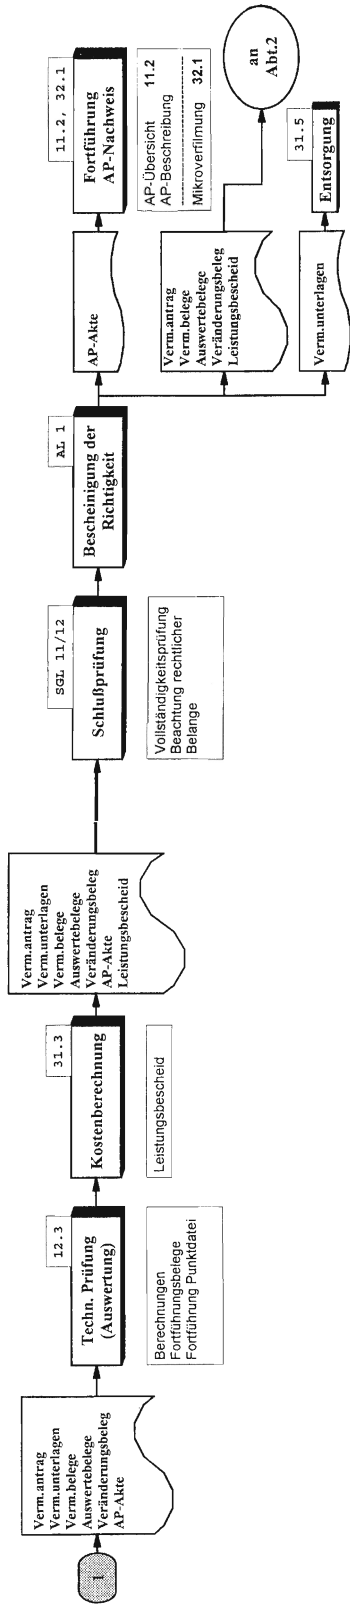 1
Verm.antrag
Verm.unterlagen
Verm.belege
Auswertebelege
Veränderungsbeleg
AP-Akte
12.3
Techn. Prüfung
(Auswertung)
Berechnungen
Fortführungsbelege
Fortführung Punktdatei
31.3
Kostenberechnung
Leistungsbescheid
Verm.antrag
Verm.unterlagen
Verm.belege
Auswertebelege
Veränderungsbeleg
AP-Akte
Leistungsbescheid
SGL 11/12
Schlußprüfung
Vollständigkeitsprüfung
Beachtung rechtlicher
Belange
AL 1
Bescheinigung der
Richtigkeit
AP-Akte
11.2, 32.1
Fortführung
AP-Nachweis
AP-Übersicht 11.2
AP-Beschreibung
Mikroverfilmung 32.1
Verm.antrag
Verm.belege
Auswertebelege
Veränderungsbeleg
Leistungsbescheid
an
Abt.2
Verm.unterlagen
31.5
Entsorgung